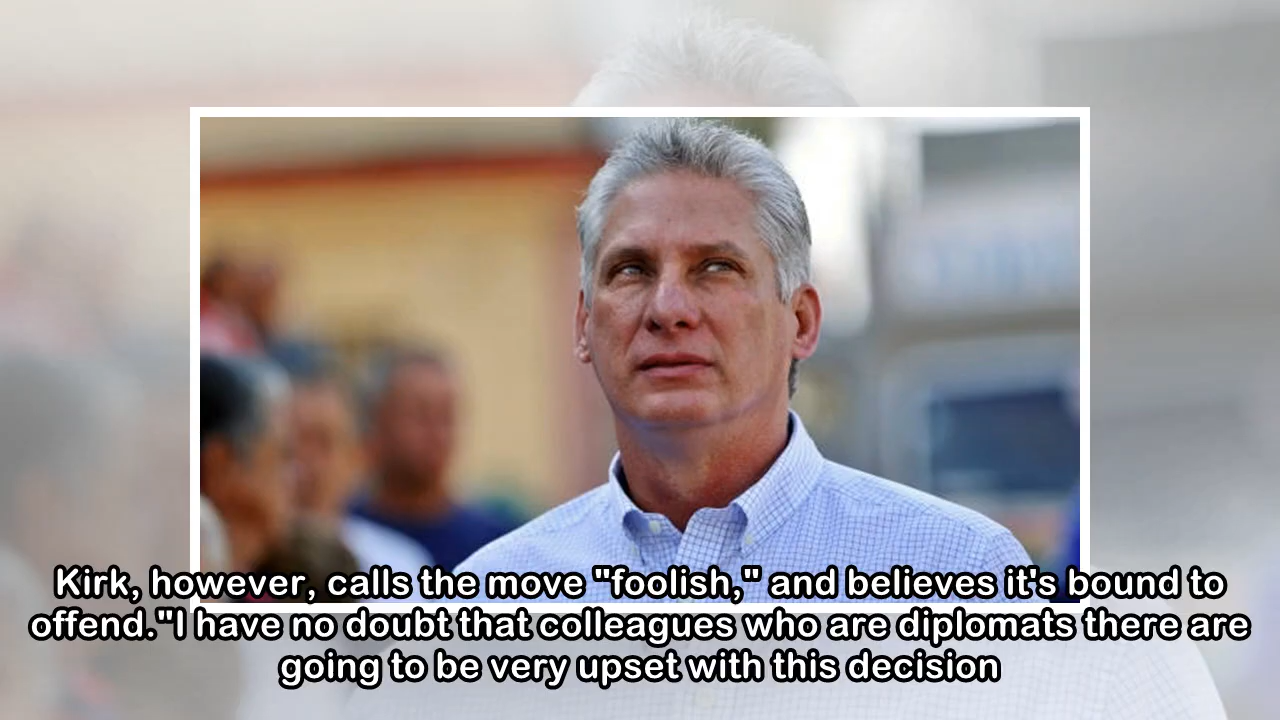 Kirk, however, calls the move "foolish," and believes it's bound to
offend."I have no doubt that colleagues who are diplomats there are
going to be very upset with this decision